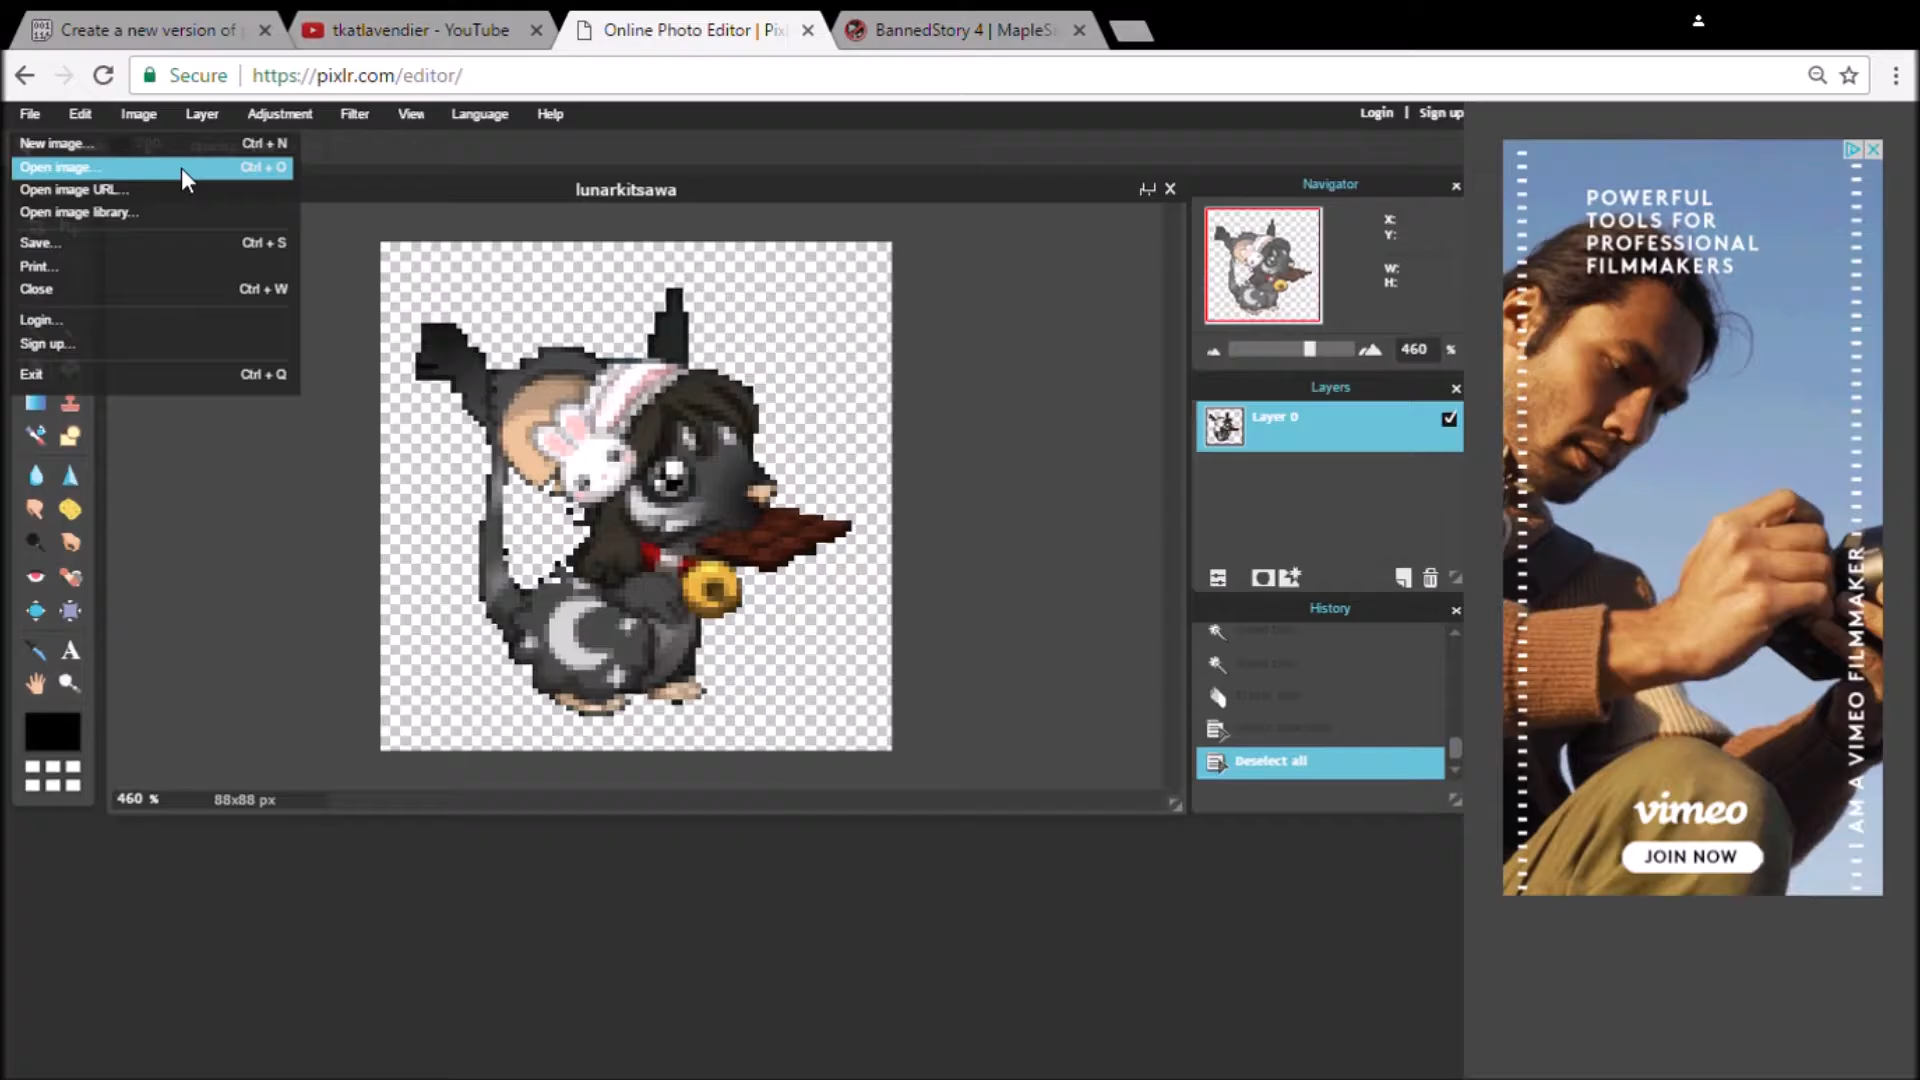 Create a new version of
tkatlavendier - YouTube
Online Photo Editor | Pix
BannedStory 4 | MapleS
Secure
https://pixlr.com/editor/
File Edit Image Layer Adjustment Filter View Language Help
Login | Sign up
New image... Ctrl + N
Open image... Ctrl + O
Open image URL...
Open image library...
Save... Ctrl + S
Print...
Close Ctrl + W
Login...
Sign up...
Exit Ctrl + Q
lunarkitsawa
Navigator
X:
Y:
W:
H:
460 %
Layers
Layer 0
History
Deselect all
A
460 % 88x88 px
POWERFUL
TOOLS FOR
PROFESSIONAL
FILMMAKERS
I AM A VIMEO FILMMAKER
vimeo
JOIN NOW